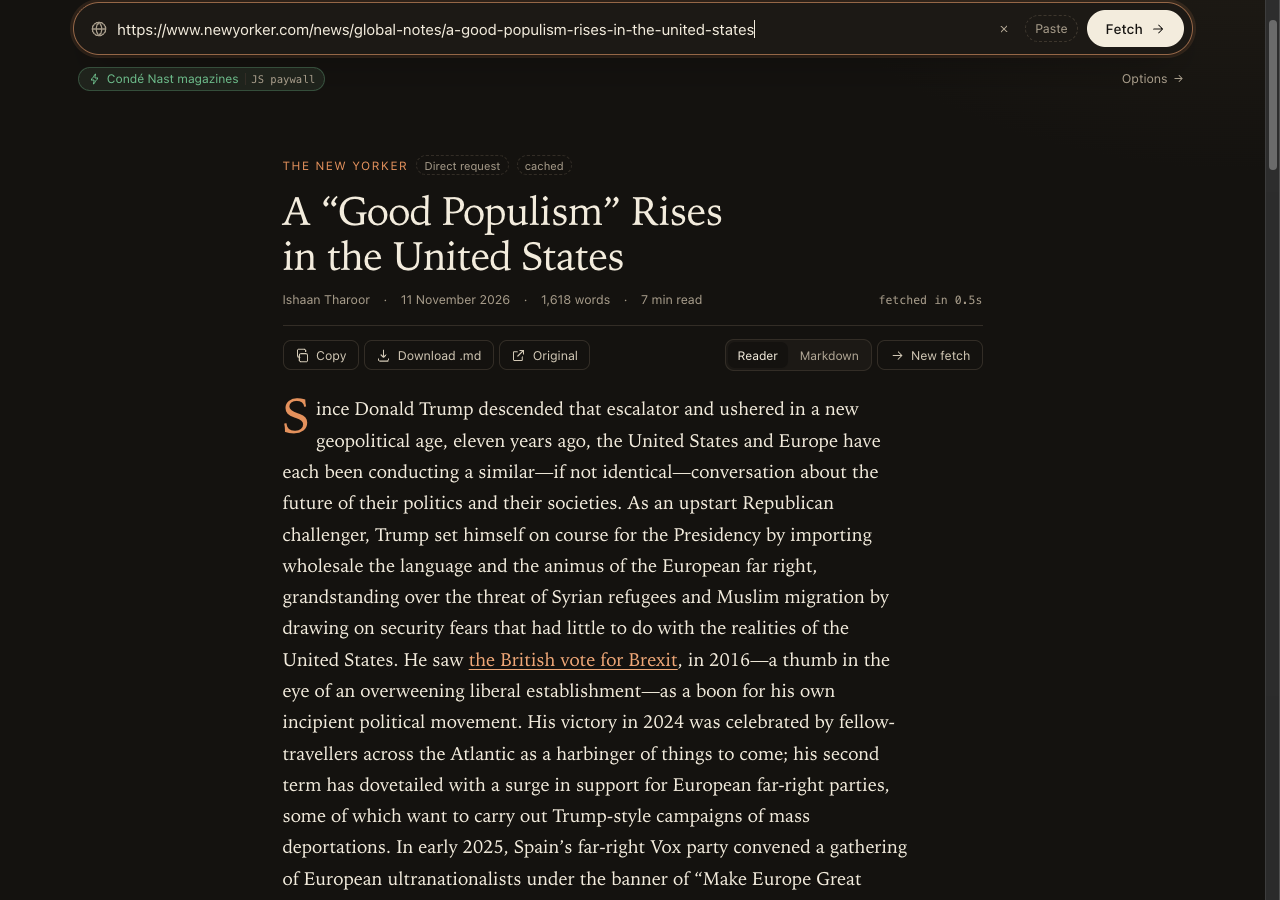 https://www.newyorker.com/news/global-notes/a-good-populism-rises-in-the-united-states
× Paste Fetch →
Condé Nast magazines JS paywall
Options →
THE NEW YORKER Direct request cached
A “Good Populism” Rises
in the United States
Ishaan Tharoor · 11 November 2026 · 1,618 words · 7 min read fetched in 0.5s
Copy Download .md Original Reader Markdown → New fetch
Since Donald Trump descended that escalator and ushered in a new
geopolitical age, eleven years ago, the United States and Europe have
each been conducting a similar—if not identical—conversation about the
future of their politics and their societies. As an upstart Republican
challenger, Trump set himself on course for the Presidency by importing
wholesale the language and the animus of the European far right,
grandstanding over the threat of Syrian refugees and Muslim migration by
drawing on security fears that had little to do with the realities of the
United States. He saw the British vote for Brexit, in 2016—a thumb in the
eye of an overweening liberal establishment—as a boon for his own
incipient political movement. His victory in 2024 was celebrated by fellow-
travellers across the Atlantic as a harbinger of things to come; his second
term has dovetailed with a surge in support for European far-right parties,
some of which want to carry out Trump-style campaigns of mass
deportations. In early 2025, Spain’s far-right Vox party convened a gathering
of European ultranationalists under the banner of “Make Europe Great